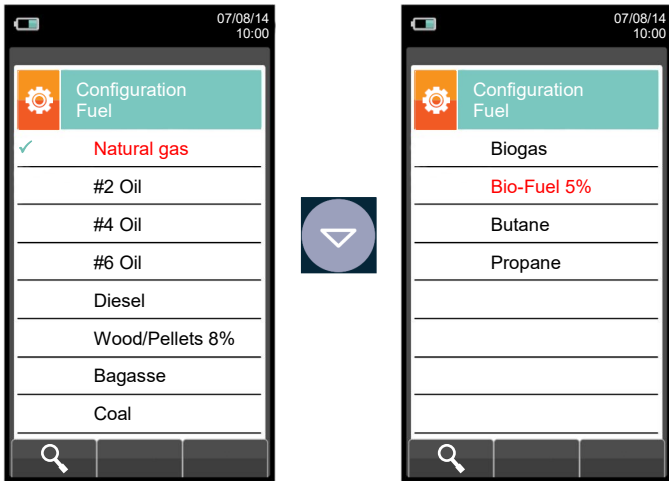 07/08/14
10:00
Configuration
Fuel
Natural gas
#2 Oil
#4 Oil
#6 Oil
Diesel
Wood/Pellets 8%
Bagasse
Coal
07/08/14
10:00
Configuration
Fuel
Biogas
Bio-Fuel 5%
Butane
Propane